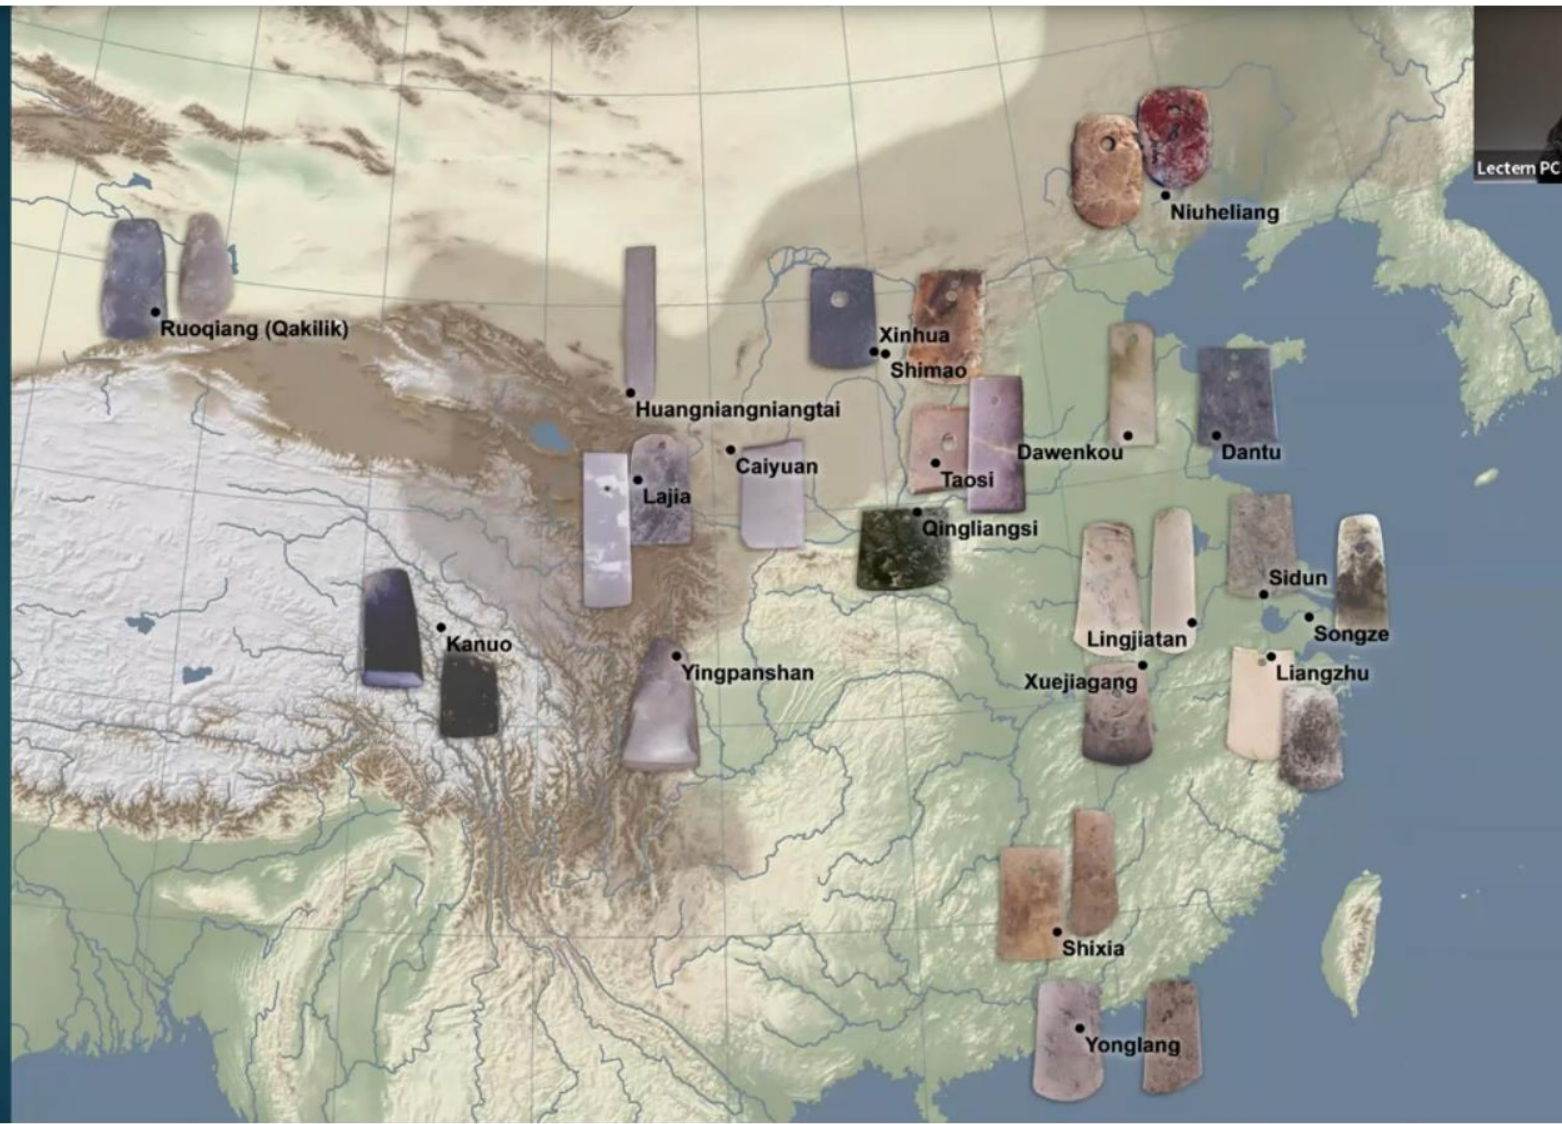 Lectern PC
Niuheliang
Ruoqiang (Qakilik)
Xinhua
Shimao
Huangniangniangtai
Dawenkou
Dantu
Caiyuan
Taosi
Lajia
Qingliangsi
Sidun
Songze
Kanuo
Lingjiatan
Yingpanshan
Liangzhu
Xuejiagang
Shixia
Yonglang